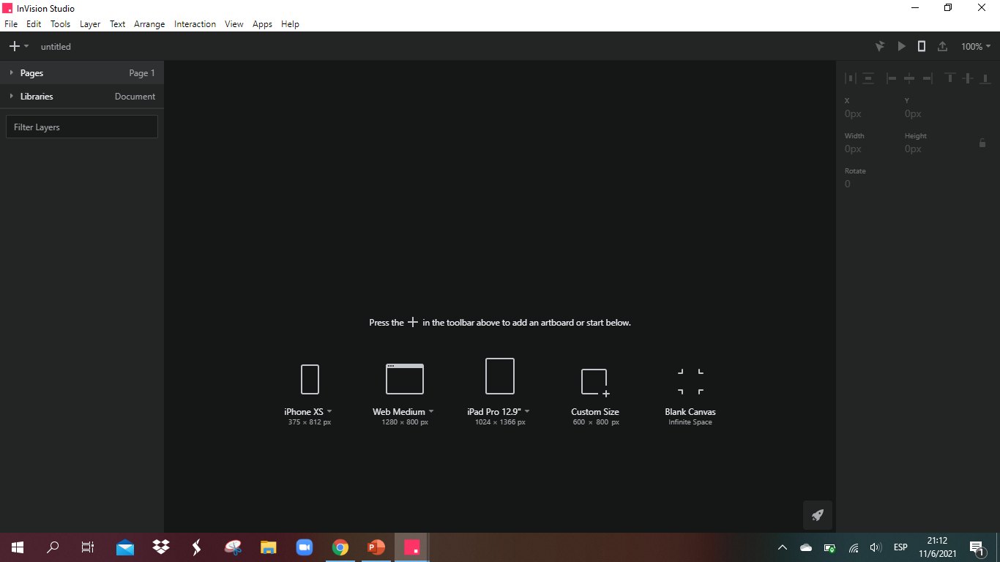 InVision Studio
File Edit Tools Layer Text Arrange Interaction View Apps Help
untitled 100%
Pages Page 1
Libraries Document
Filter Layers
X Y
0px 0px
Width Height
0px 0px
Rotate
0
Press the + in the toolbar above to add an artboard or start below.
iPhone XS Web Medium iPad Pro 12.9" Custom Size Blank Canvas
375 × 812 px 1280 × 800 px 1024 × 1366 px 600 × 800 px Infinite Space
ESP 21:12
11/6/2021 1